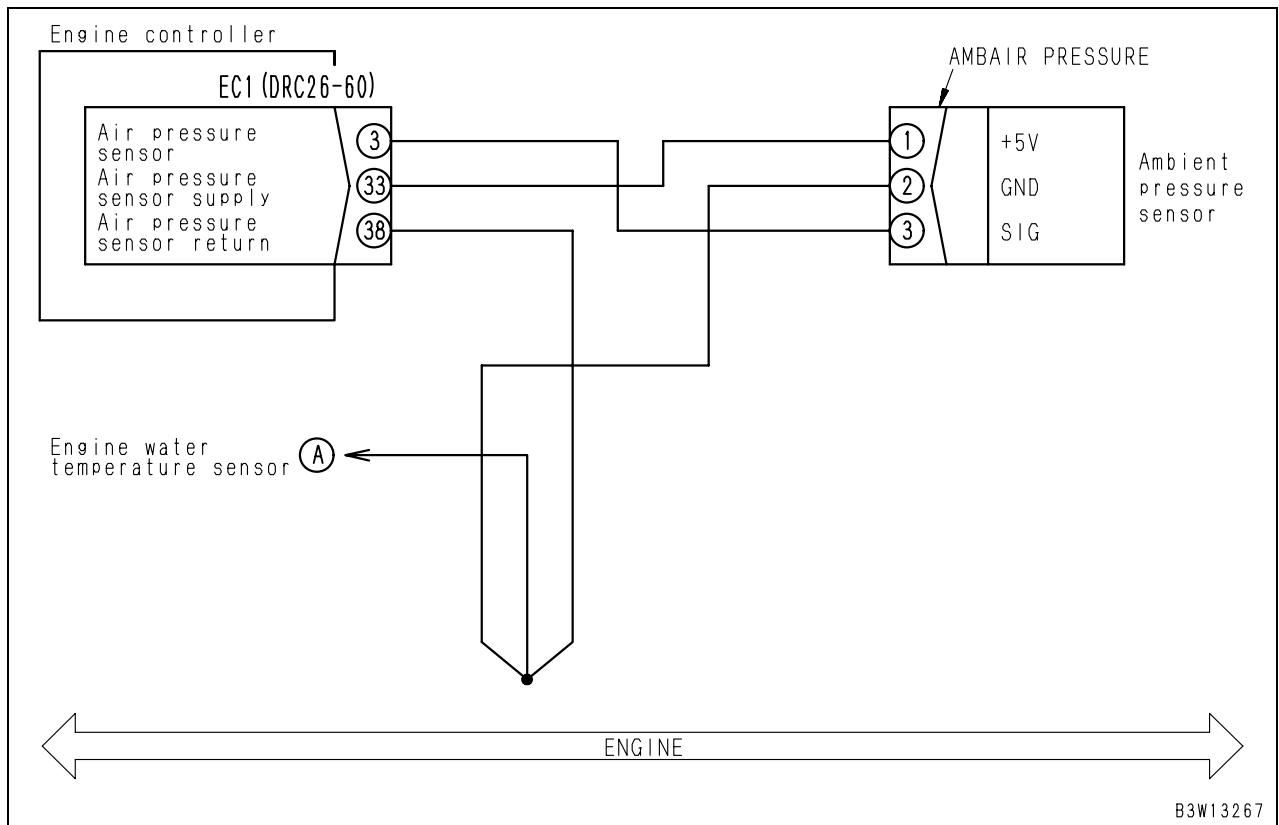 Engine controller
EC1 (DRC26-60)
Air pressure
sensor
3
Air pressure
sensor supply
33
Air pressure
sensor return
38
AMBAIR PRESSURE
1
+5V
2
GND
3
SIG
Ambient
pressure
sensor
Engine water
temperature sensor
A
ENGINE
B3W13267